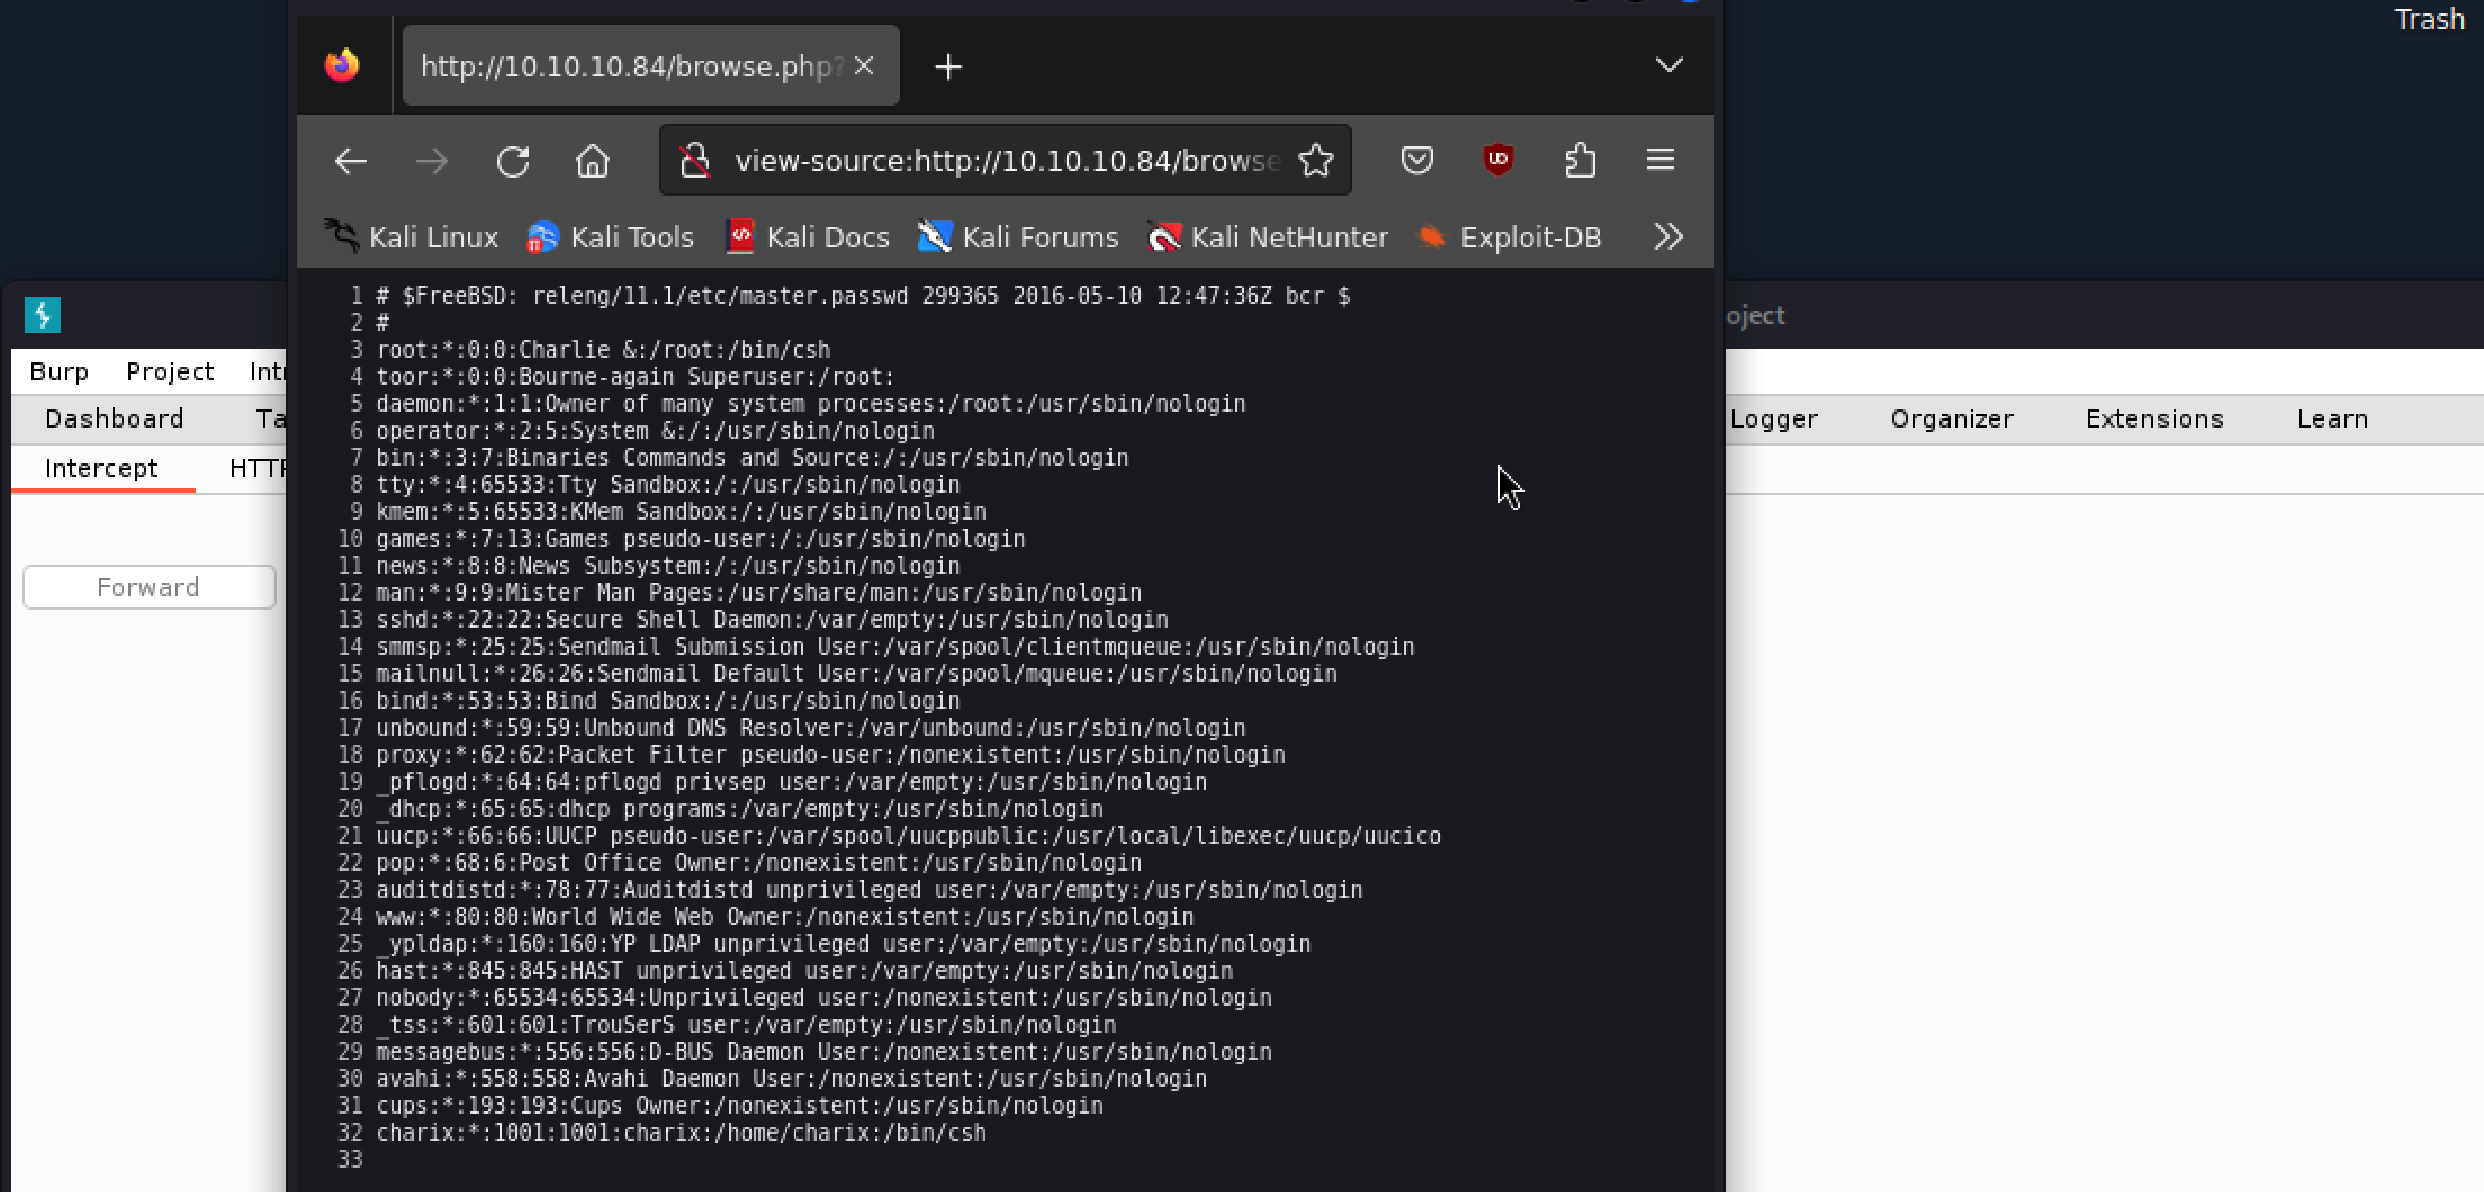 Trash
http://10.10.10.84/browse.php?
view-source:http://10.10.10.84/browse
Kali Linux Kali Tools Kali Docs Kali Forums Kali NetHunter Exploit-DB
oject
Burp Project Int
Dashboard Ta Logger Organizer Extensions Learn
Intercept HTTP
Forward
1 # $FreeBSD: releng/11.1/etc/master.passwd 299365 2016-05-10 12:47:36Z bcr $
2 #
3 root:*:0:0:Charlie &:/root:/bin/csh
4 toor:*:0:0:Bourne-again Superuser:/root:
5 daemon:*:1:1:Owner of many system processes:/root:/usr/sbin/nologin
6 operator:*:2:5:System &:/:/usr/sbin/nologin
7 bin:*:3:7:Binaries Commands and Source:/:/usr/sbin/nologin
8 tty:*:4:65533:Tty Sandbox:/:/usr/sbin/nologin
9 kmem:*:5:65533:KMem Sandbox:/:/usr/sbin/nologin
10 games:*:7:13:Games pseudo-user:/:/usr/sbin/nologin
11 news:*:8:8:News Subsystem:/:/usr/sbin/nologin
12 man:*:9:9:Mister Man Pages:/usr/share/man:/usr/sbin/nologin
13 sshd:*:22:22:Secure Shell Daemon:/var/empty:/usr/sbin/nologin
14 smmsp:*:25:25:Sendmail Submission User:/var/spool/clientmqueue:/usr/sbin/nologin
15 mailnull:*:26:26:Sendmail Default User:/var/spool/mqueue:/usr/sbin/nologin
16 bind:*:53:53:Bind Sandbox:/:/usr/sbin/nologin
17 unbound:*:59:59:Unbound DNS Resolver:/var/unbound:/usr/sbin/nologin
18 proxy:*:62:62:Packet Filter pseudo-user:/nonexistent:/usr/sbin/nologin
19 _pflogd:*:64:64:pflogd privsep user:/var/empty:/usr/sbin/nologin
20 _dhcp:*:65:65:dhcp programs:/var/empty:/usr/sbin/nologin
21 uucp:*:66:66:UUCP pseudo-user:/var/spool/uucppublic:/usr/local/libexec/uucp/uucico
22 pop:*:68:6:Post Office Owner:/nonexistent:/usr/sbin/nologin
23 auditdistd:*:78:77:Auditdistd unprivileged user:/var/empty:/usr/sbin/nologin
24 www:*:80:80:World Wide Web Owner:/nonexistent:/usr/sbin/nologin
25 _ypldap:*:160:160:YP LDAP unprivileged user:/var/empty:/usr/sbin/nologin
26 hast:*:845:845:HAST unprivileged user:/var/empty:/usr/sbin/nologin
27 nobody:*:65534:65534:Unprivileged user:/nonexistent:/usr/sbin/nologin
28 _tss:*:601:601:TrouSerS user:/var/empty:/usr/sbin/nologin
29 messagebus:*:556:556:D-BUS Daemon User:/nonexistent:/usr/sbin/nologin
30 avahi:*:558:558:Avahi Daemon User:/nonexistent:/usr/sbin/nologin
31 cups:*:193:193:Cups Owner:/nonexistent:/usr/sbin/nologin
32 charix:*:1001:1001:charix:/home/charix:/bin/csh
33